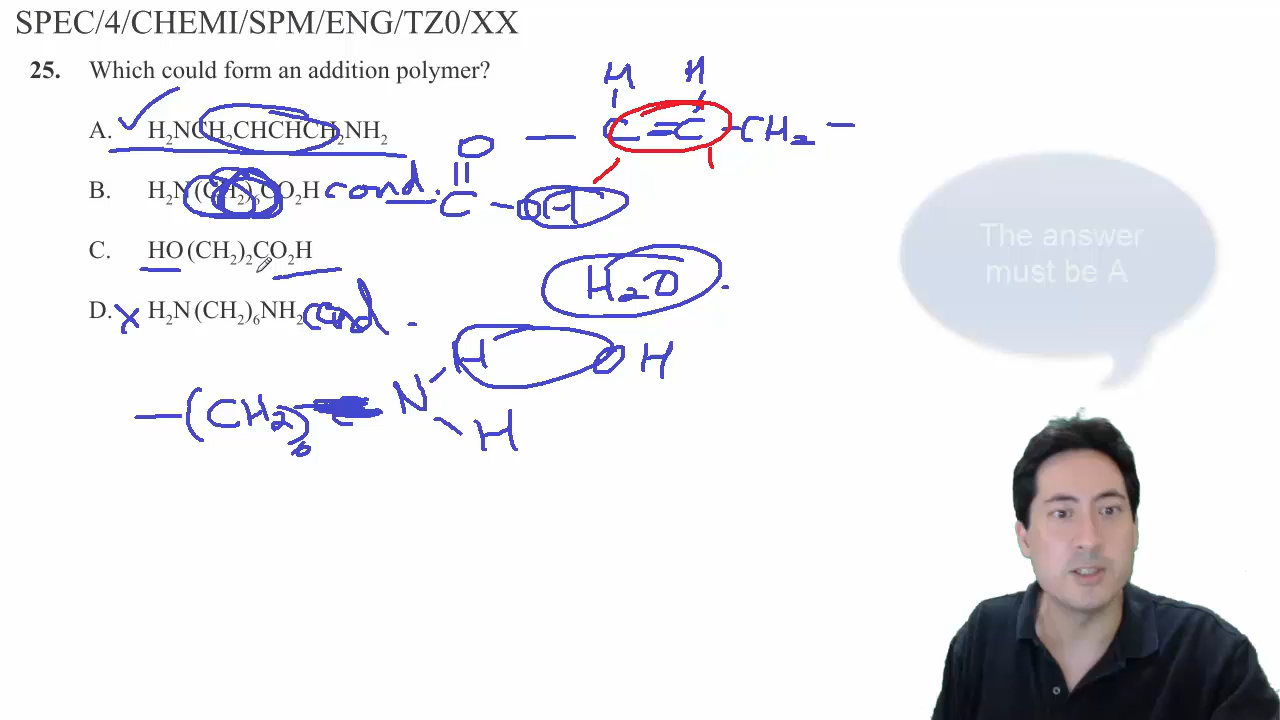 SPEC/4/CHEMI/SPM/ENG/TZ0/XX
25. Which could form an addition polymer?
A. H₂NCH₂CHCHCH₂NH₂
B. H₂N(CH₂)₆CO₂H cond.
C. HO(CH₂)₂CO₂H
D. X H₂N(CH₂)₆NH₂ cond.
H H
— C=C-CH₂ —
O
||
— C - OH
H₂O
The answer
must be A
H OH
—(CH₂)₆ — N
H